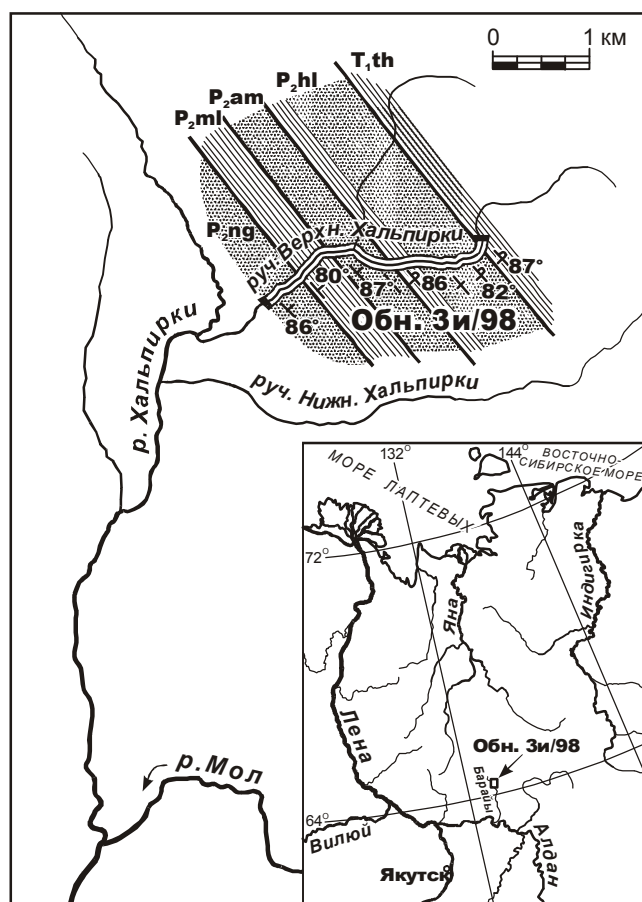 0 1 км
T₁th
P₂hl
P₂am
P₂ml
P₂ng
руч. Верхн. Хальпирки
87°
82°
86
87°
80°
86°
Обн. 3и/98
р. Хальпирки
руч. Нижн. Хальпирки
р. Мол
132°
144°
ВОСТОЧНО-
СИБИРСКОЕ МОРЕ
МОРЕ ЛАПТЕВЫХ
72°
Индигирка
Яна
Лена
Обн. 3и/98
Барайы
64°
Вилюй
Алдан
Якутск